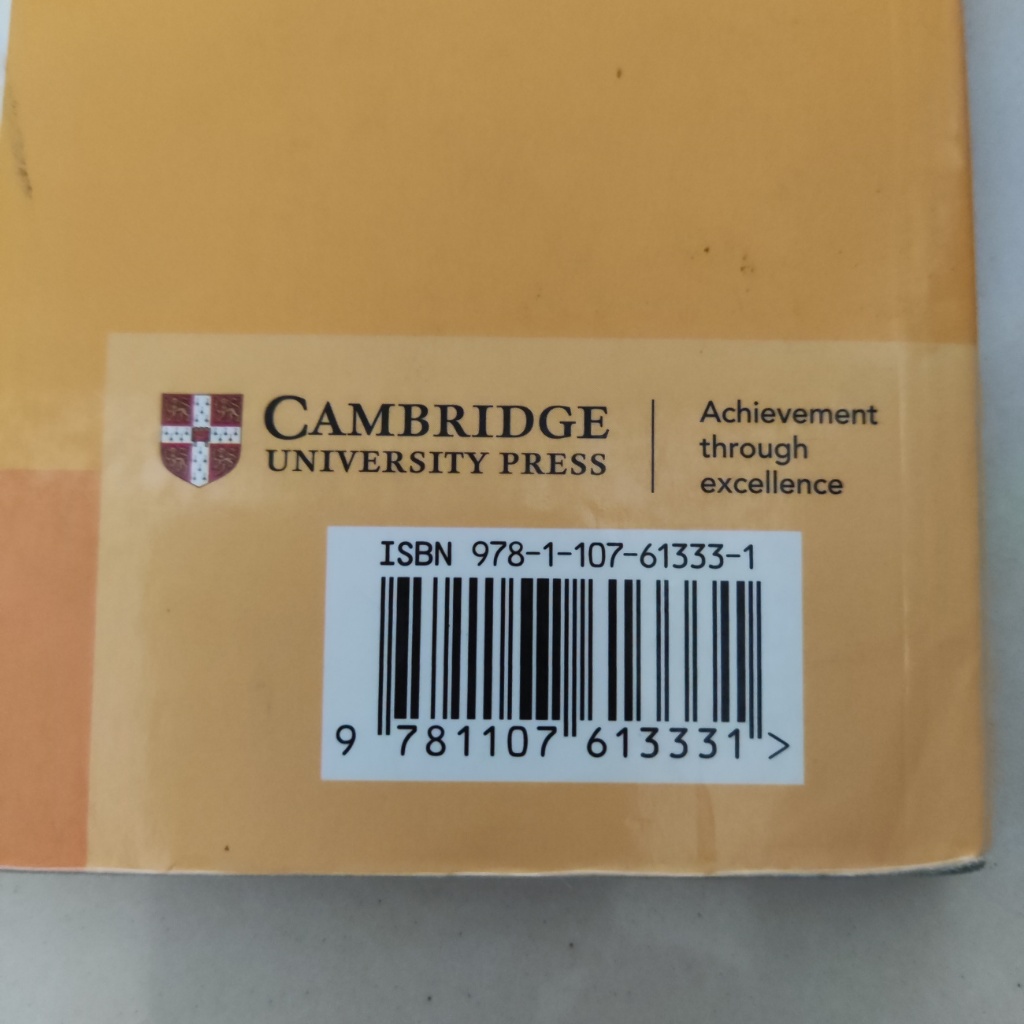 CAMBRIDGE
UNIVERSITY PRESS
Achievement
through
excellence
ISBN 978-1-107-61333-1
9 781107 613331 >